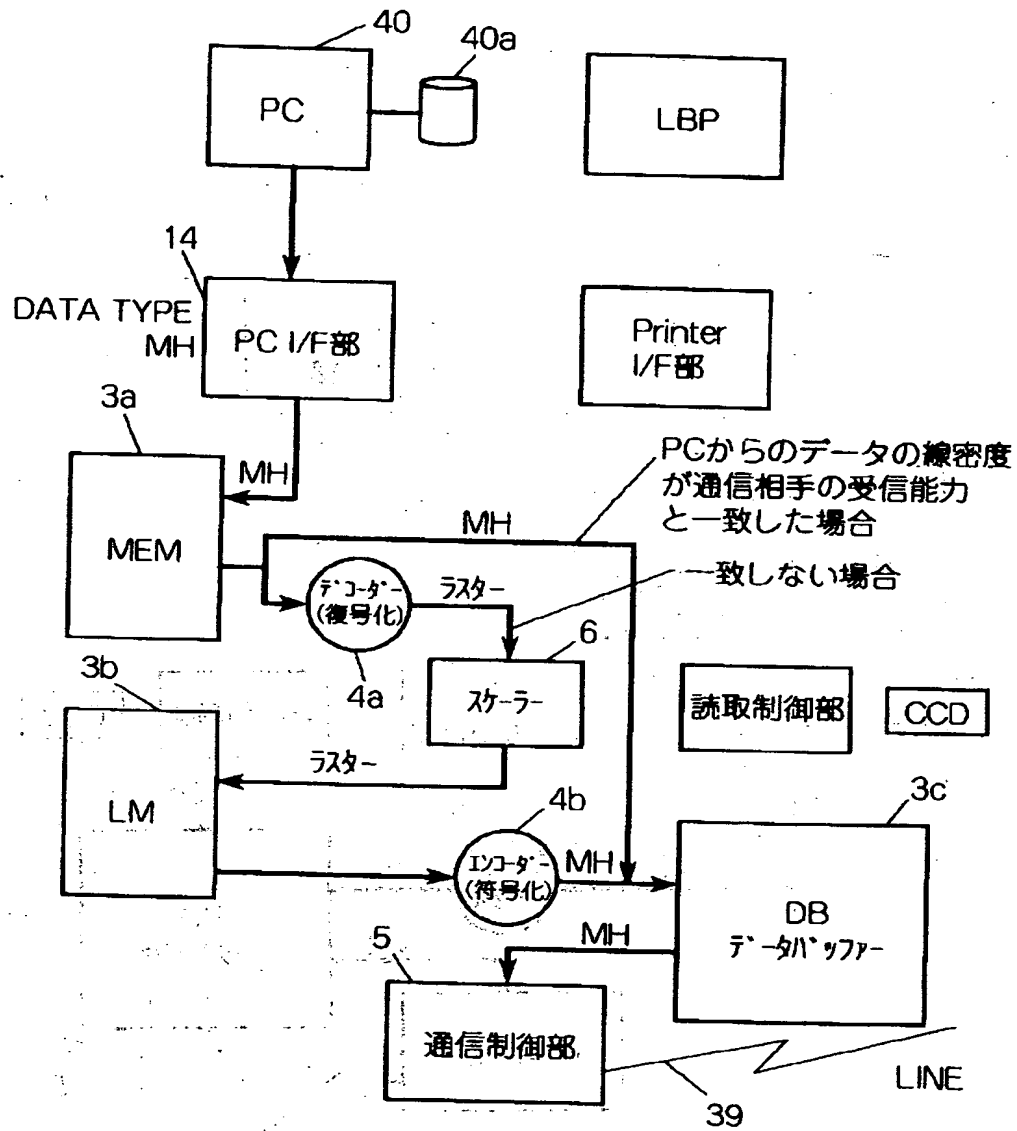 40
40a
PC
LBP
14
DATA TYPE
MH
PC I/F部
Printer
I/F部
3a
MH
PCからのデータの線密度
が通信相手の受信能力
と一致した場合
MH
MEM
デコーダー
(復号化)
ラスター
一致しない場合
4a
6
スケーラー
3b
読取制御部
CCD
ラスター
LM
4b
3c
エンコーダー
(符号化)
MH
DB
データバッファー
MH
5
通信制御部
LINE
39